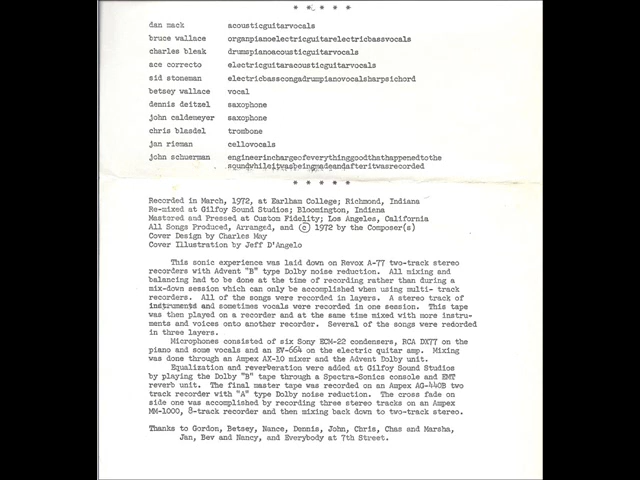 * * * * *
dan mack acousticguitarvocals
bruce wallace organpianoelectricguitarelectricbassvocals
charles bleak drumspianoacousticguitarvocals
ace correcto electricguitaracousticguitarvocals
sid stoneman electricbasscongadrumpianovocalsharpsichord
betsey wallace vocal
dennis deitzel saxophone
john caldemeyer saxophone
chris blasdel trombone
jan rieman cellovocals
john schuerman engineerinchargeofeverythinggoodthathappenedtothe
soundwhileitwasbeingmadeandafteritwasrecorded
* * * * *
Recorded in March, 1972, at Earlham College; Richmond, Indiana
Re-mixed at Gilfoy Sound Studios; Bloomington, Indiana
Mastered and Pressed at Custom Fidelity; Los Angeles, California
All Songs Produced, Arranged, and © 1972 by the Composer(s)
Cover Design by Charles May
Cover Illustration by Jeff D'Angelo
This sonic experience was laid down on Revox A-77 two-track stereo
recorders with Advent "B" type Dolby noise reduction. All mixing and
balancing had to be done at the time of recording rather than during a
mix-down session which can only be accomplished when using multi- track
recorders. All of the songs were recorded in layers. A stereo track of
instruments and sometimes vocals were recorded in one session. This tape
was then played on a recorder and at the same time mixed with more instru-
ments and voices onto another recorder. Several of the songs were redorded
in three layers.
Microphones consisted of six Sony ECM-22 condensers, RCA DX77 on the
piano and some vocals and an EV-664 on the electric guitar amp. Mixing
was done through an Ampex AX-10 mixer and the Advent Dolby unit.
Equalization and reverberation were added at Gilfoy Sound Studios
by playing the Dolby "B" tape through a Spectra-Sonics console and EMT
reverb unit. The final master tape was recorded on an Ampex AG-440B two
track recorder with "A" type Dolby noise reduction. The cross fade on
side one was accomplished by recording three stereo tracks on an Ampex
MM-1000, 8-track recorder and then mixing back down to two-track stereo.
Thanks to Gordon, Betsey, Nance, Dennis, John, Chris, Chas and Marsha,
Jan, Bev and Nancy, and Everybody at 7th Street.